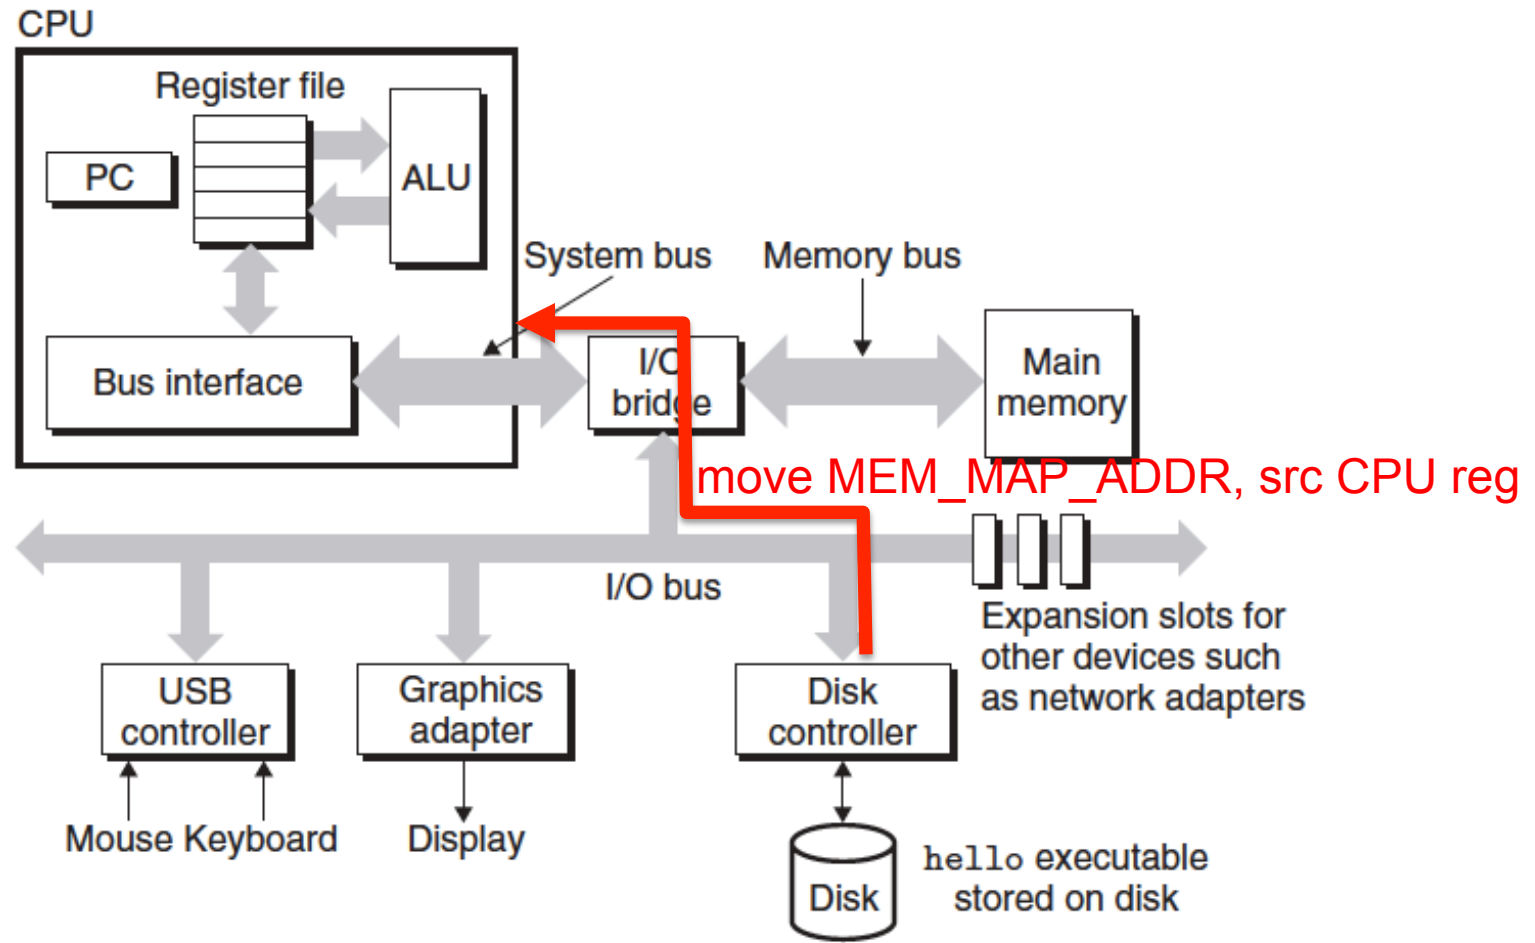 CPU
Register file
PC
ALU
System bus
Memory bus
Bus interface
I/O
bridge
Main
memory
move MEM_MAP_ADDR, src CPU reg
I/O bus
Expansion slots for
other devices such
as network adapters
USB
controller
Graphics
adapter
Disk
controller
Mouse Keyboard
Display
Disk
hello executable
stored on disk